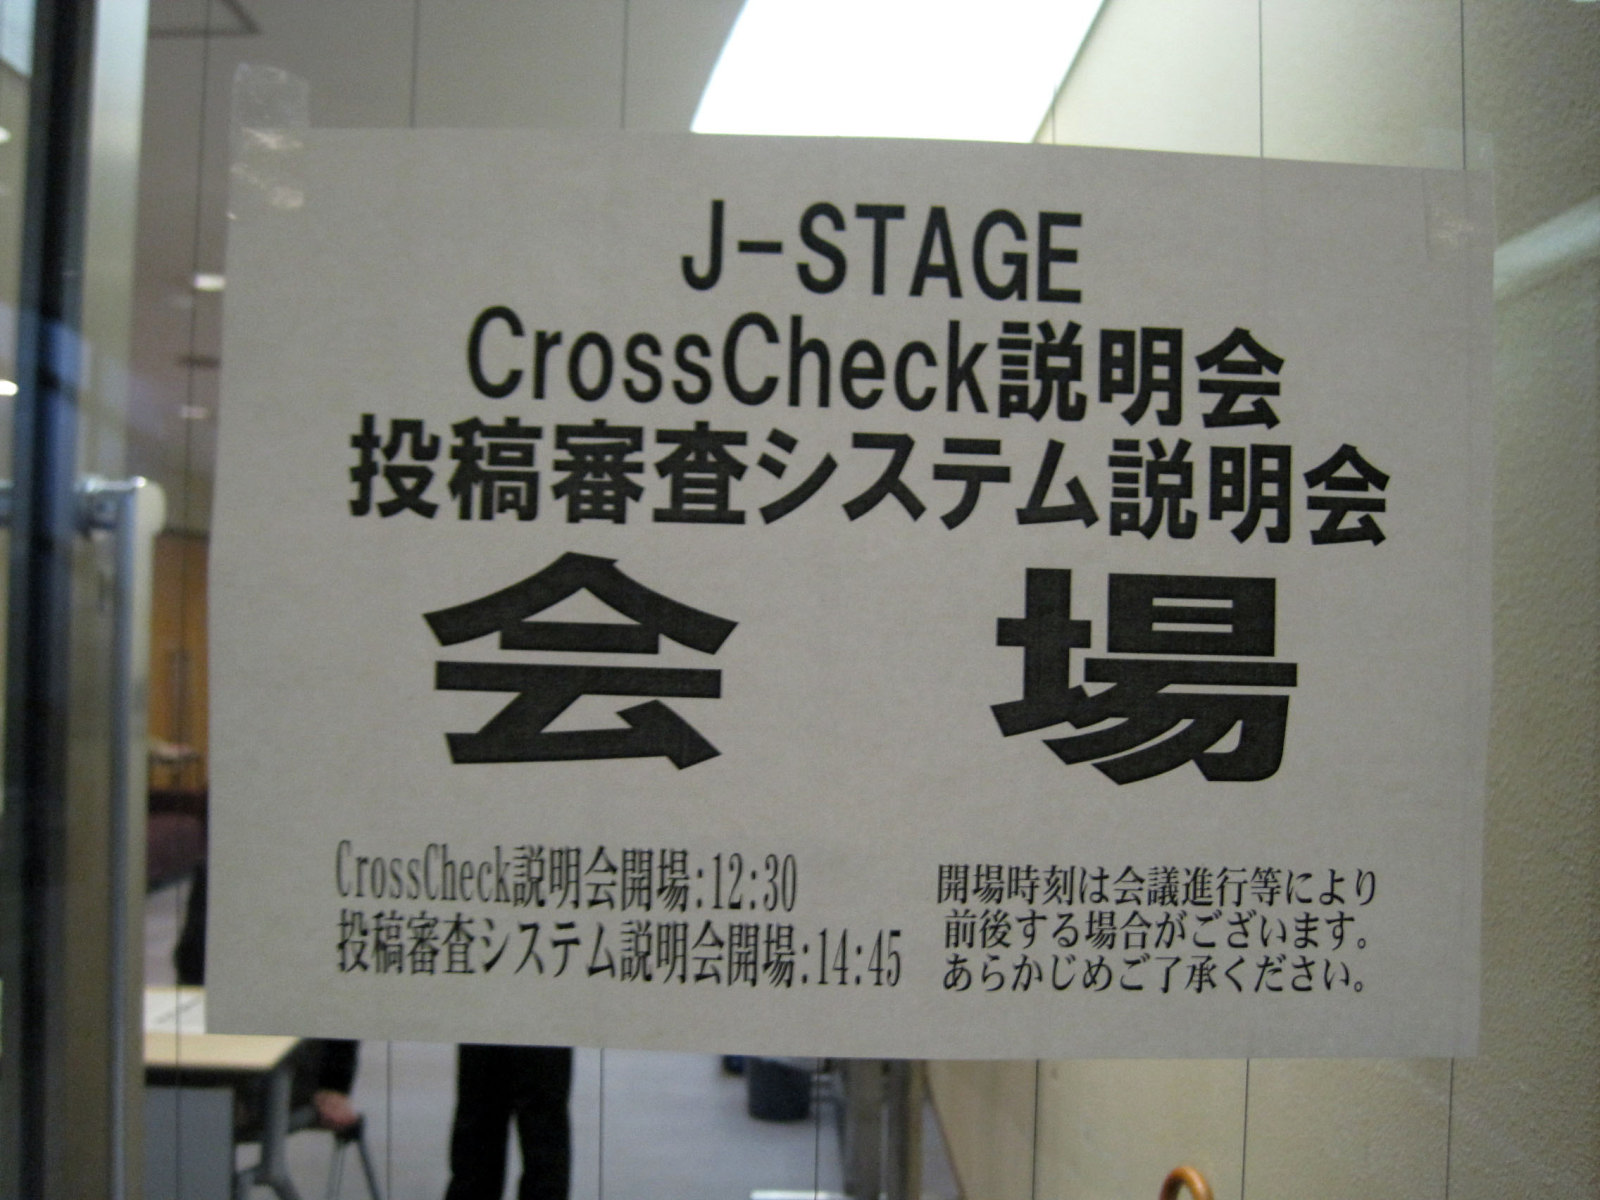 J-STAGE
CrossCheck説明会
投稿審査システム説明会
会 場
CrossCheck説明会開場:12:30
投稿審査システム説明会開場:14:45
開場時刻は会議進行等により
前後する場合がございます。
あらかじめご了承ください。